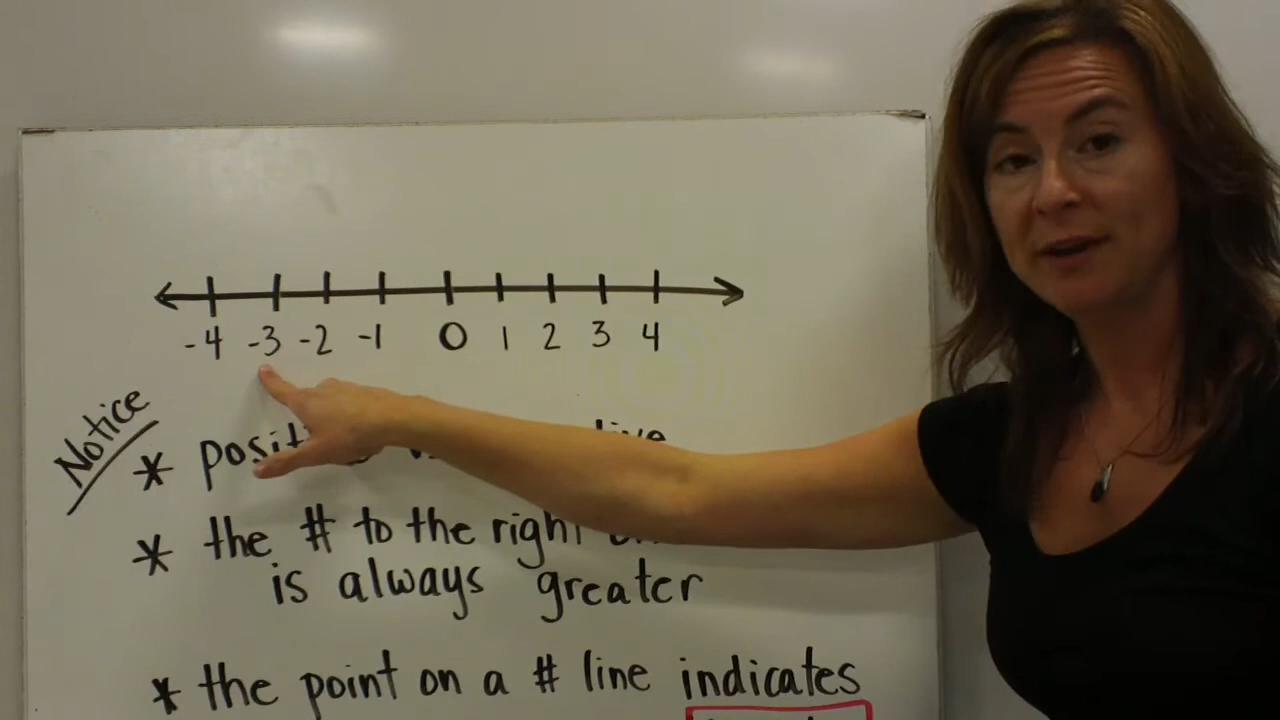 -4 -3 -2 -1 0 1 2 3 4
Notice
*
* the # to the right
is always greater
* the point on a # line indicates